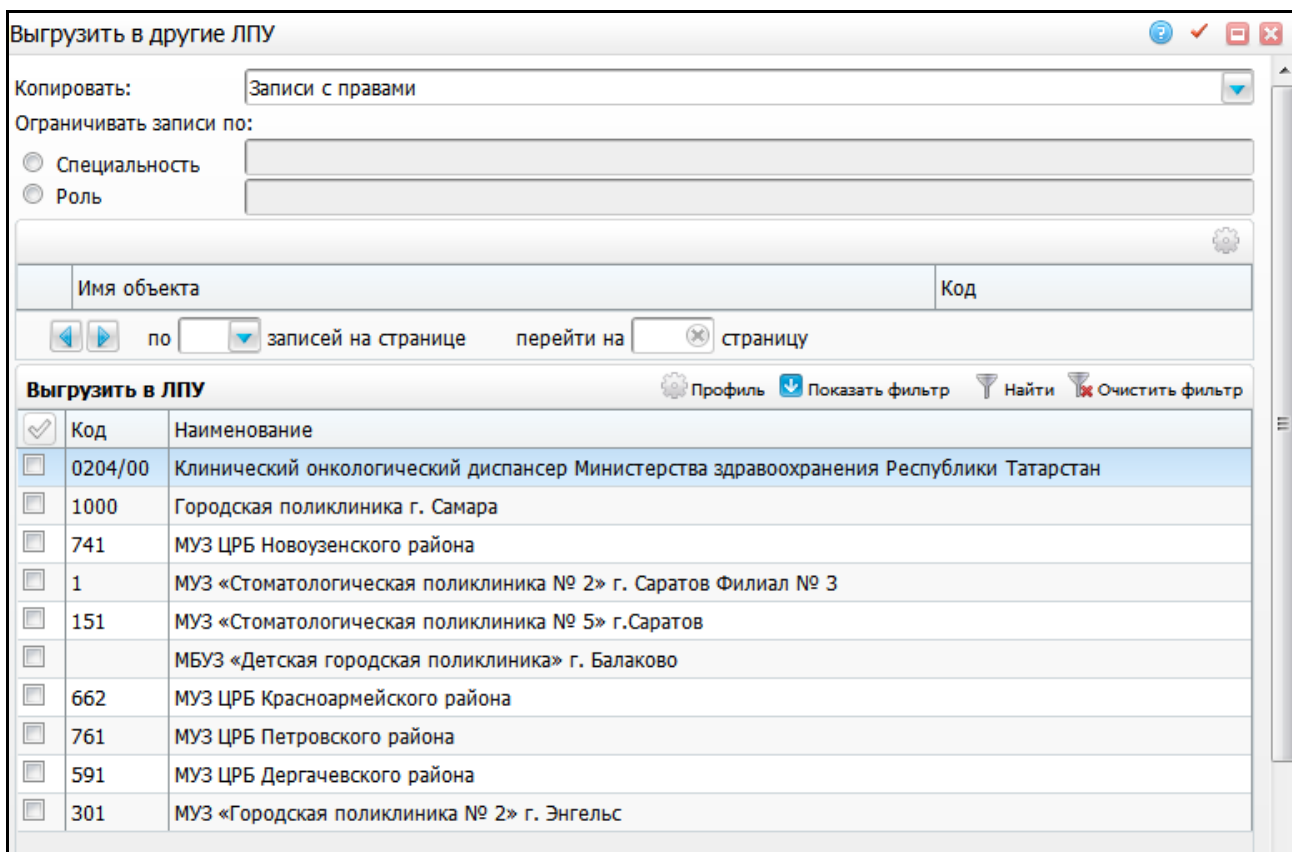 Выгрузить в другие ЛПУ
Копировать: Записи с правами
Ограничивать записи по:
Специальность
Роль
Имя объекта Код
по записей на странице перейти на страницу
Выгрузить в ЛПУ Профиль Показать фильтр Найти Очистить фильтр
Код Наименование
0204/00 Клинический онкологический диспансер Министерства здравоохранения Республики Татарстан
1000 Городская поликлиника г. Самара
741 МУЗ ЦРБ Новоузенского района
1 МУЗ «Стоматологическая поликлиника № 2» г. Саратов Филиал № 3
151 МУЗ «Стоматологическая поликлиника № 5» г.Саратов
МБУЗ «Детская городская поликлиника» г. Балаково
662 МУЗ ЦРБ Красноармейского района
761 МУЗ ЦРБ Петровского района
591 МУЗ ЦРБ Дергачевского района
301 МУЗ «Городская поликлиника № 2» г. Энгельс